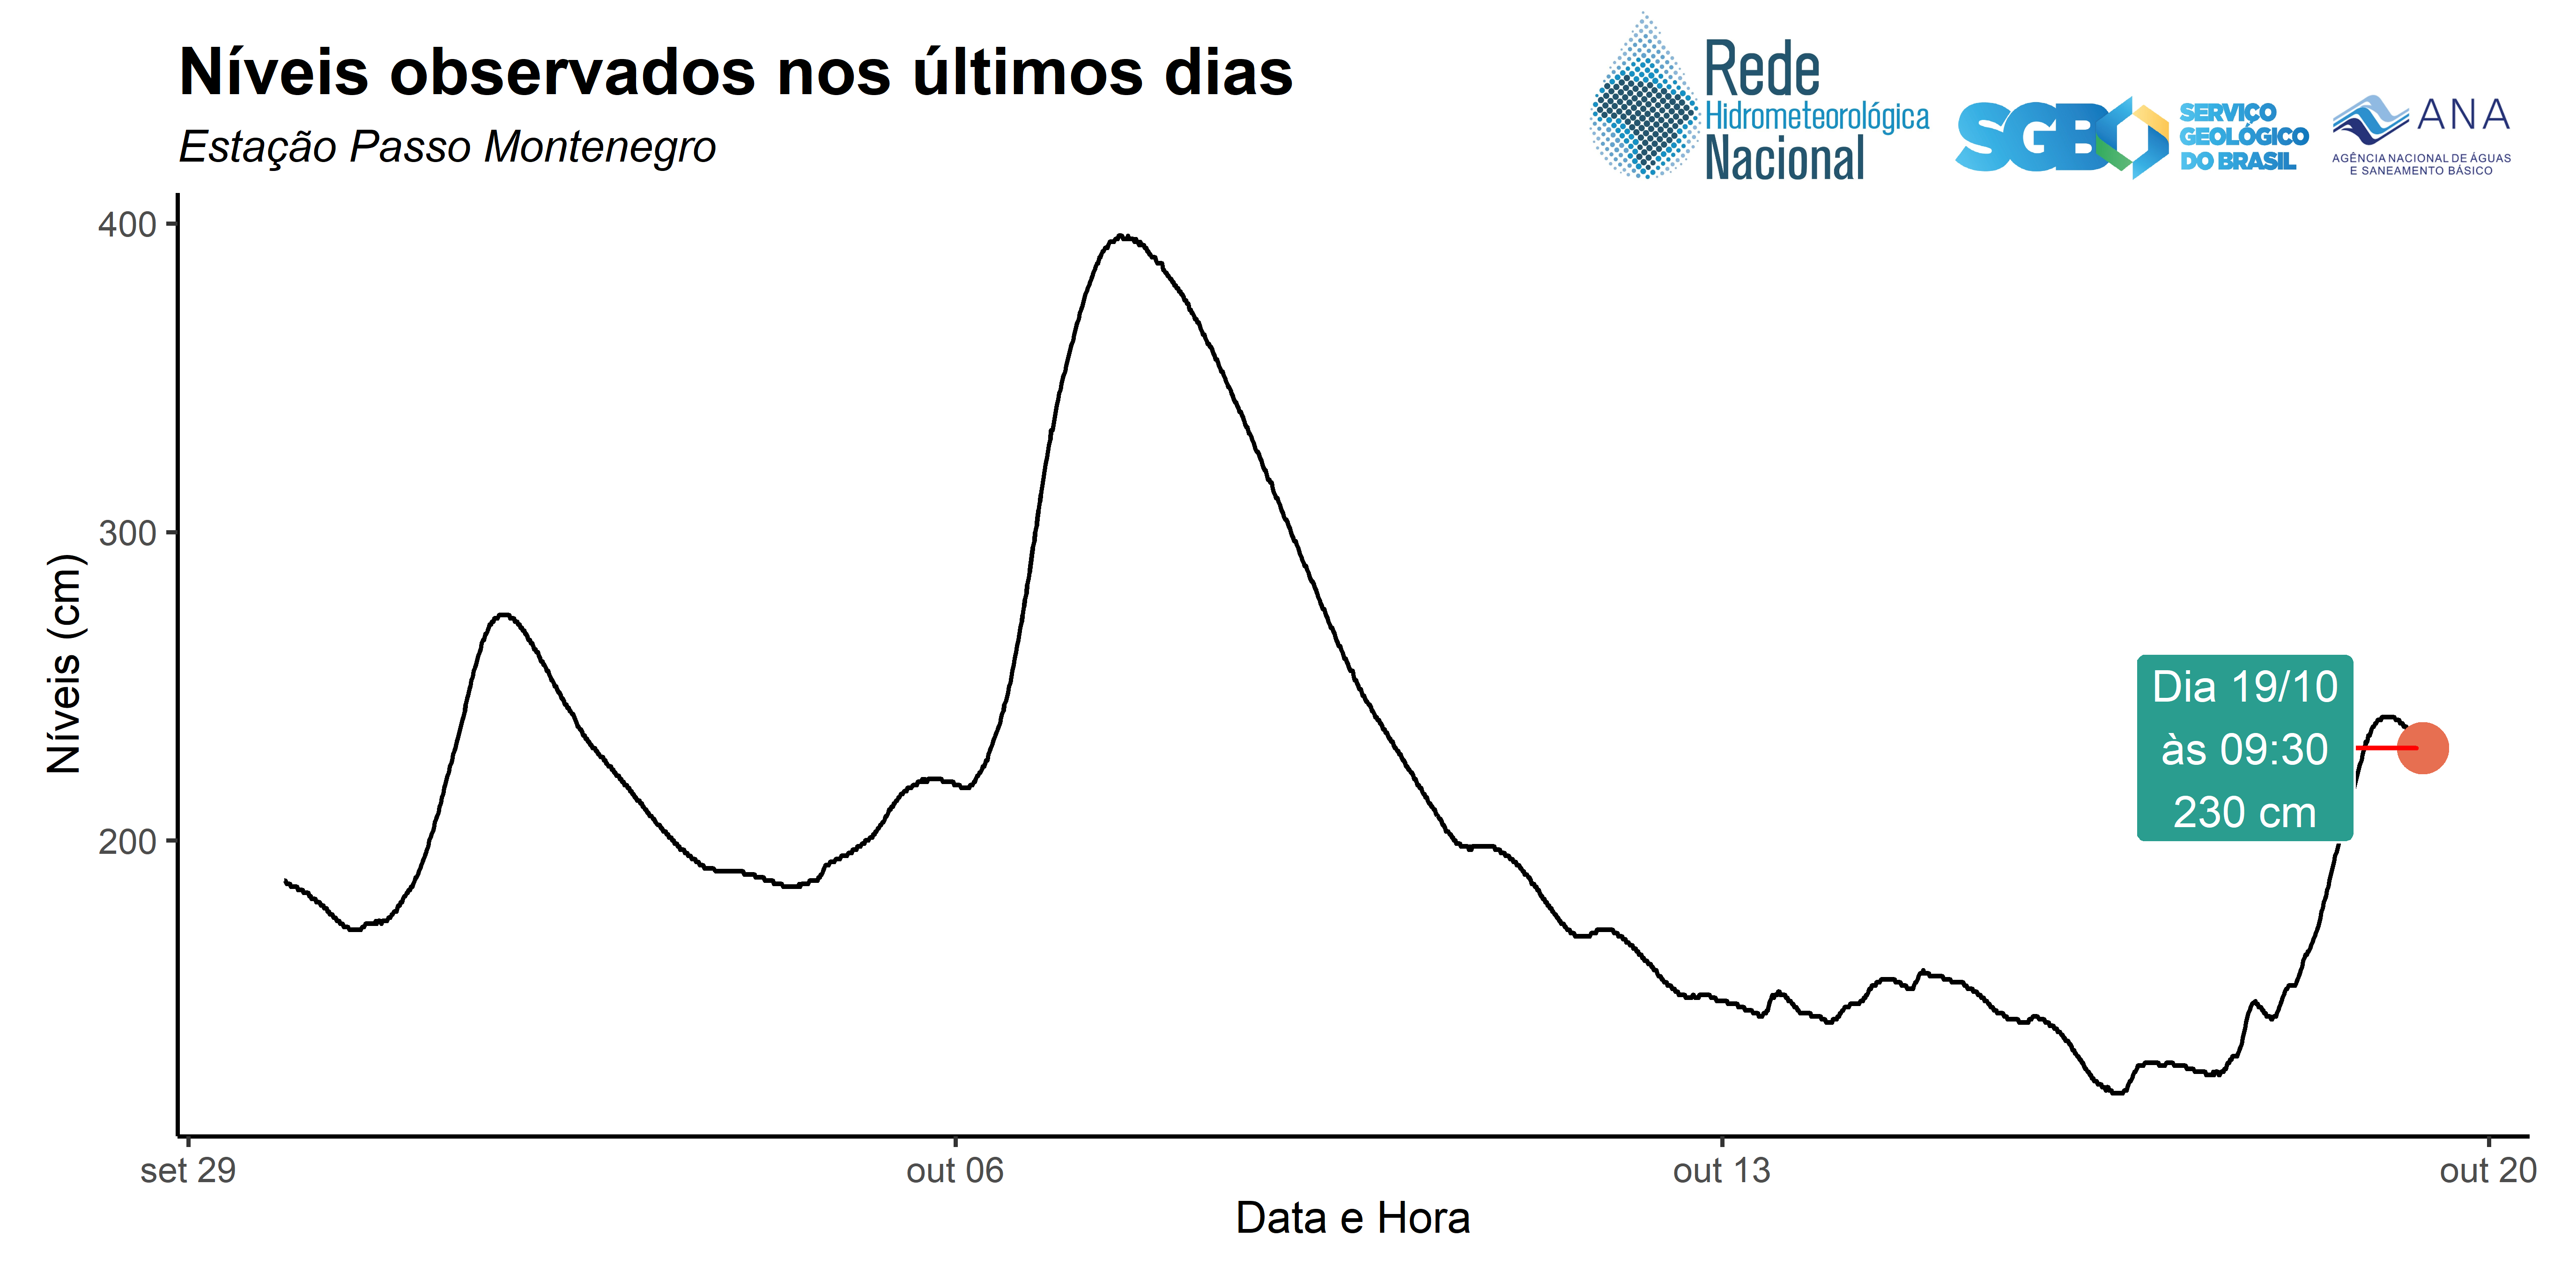 Níveis observados nos últimos dias
Estação Passo Montenegro
Rede
Hidrometeorológica
Nacional
SGB
SERVIÇO
GEOLÓGICO
DO BRASIL
ANA
AGÊNCIA NACIONAL DE ÁGUAS
E SANEAMENTO BÁSICO
400
300
200
Níveis (cm)
Dia 19/10
às 09:30
230 cm
set 29
out 06
out 13
out 20
Data e Hora